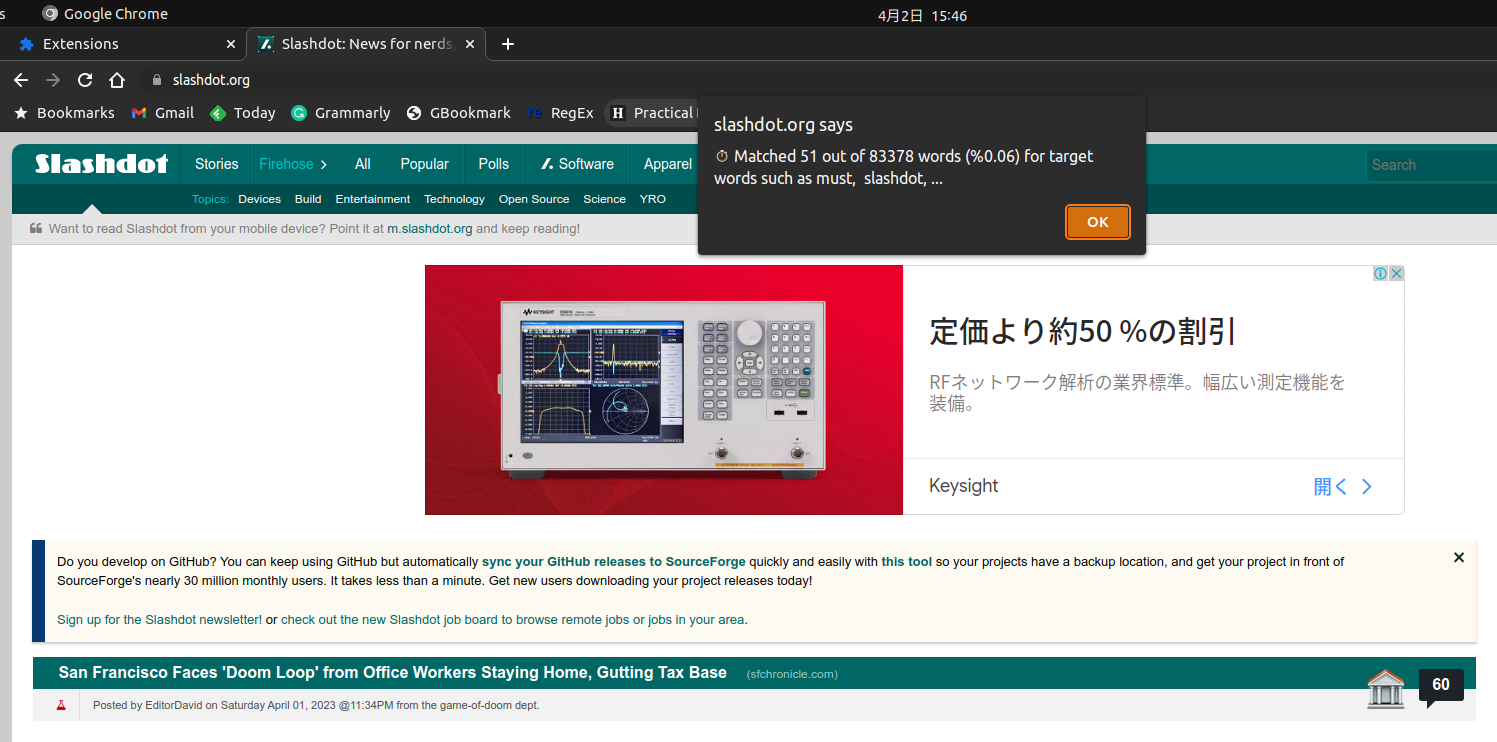 s Google Chrome 4月2日 15:46
Extensions Slashdot: News for nerds,
slashdot.org
Bookmarks Gmail Today Grammarly GBookmark re RegEx H Practical
slashdot.org says
Matched 51 out of 83378 words (%0.06) for target
words such as must, slashdot, ...
OK
Slashdot Stories Firehose All Popular Polls Software Apparel Search
Topics: Devices Build Entertainment Technology Open Source Science YRO
Want to read Slashdot from your mobile device? Point it at m.slashdot.org and keep reading!
KEYSIGHT
定価より約50 %の割引
RFネットワーク解析の業界標準。幅広い測定機能を
装備。
Keysight 開く
Do you develop on GitHub? You can keep using GitHub but automatically sync your GitHub releases to SourceForge quickly and easily with this tool so your projects have a backup location, and get your project in front of
SourceForge's nearly 30 million monthly users. It takes less than a minute. Get new users downloading your project releases today!
Sign up for the Slashdot newsletter! or check out the new Slashdot job board to browse remote jobs or jobs in your area.
San Francisco Faces 'Doom Loop' from Office Workers Staying Home, Gutting Tax Base (sfchronicle.com)
60
Posted by EditorDavid on Saturday April 01, 2023 @11:34PM from the game-of-doom dept.